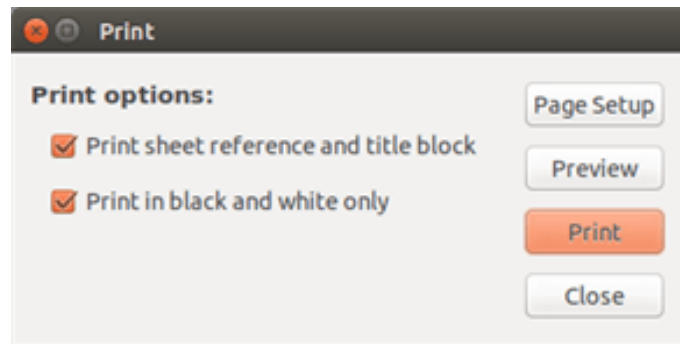 Print
Print options:
Print sheet reference and title block
Print in black and white only
Page Setup
Preview
Print
Close